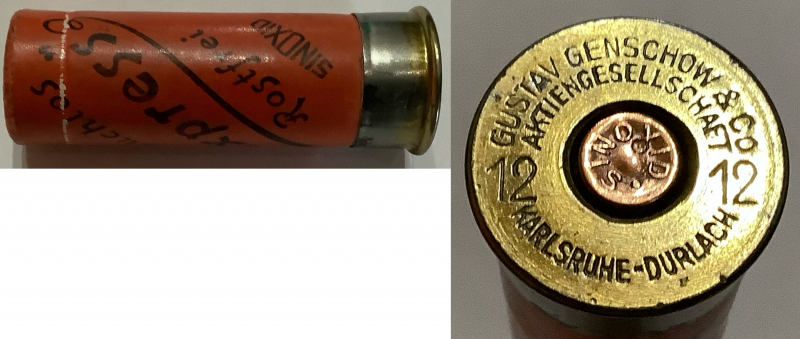 Rostfrei
SINOXID
GUSTAV GENSCHOW & CO.
AKTIENGESELLSCHAFT
12 12
KARLSRUHE-DURLACH
SINOXID